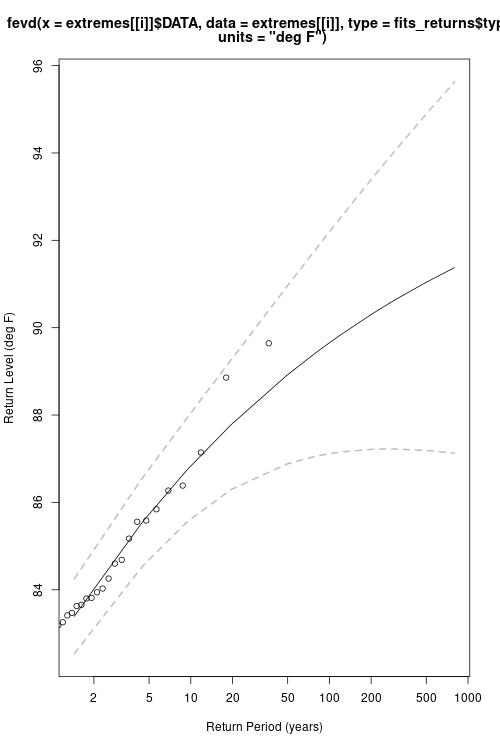 fevd(x = extremes[[i]]$DATA, data = extremes[[i]], type = fits_returns$typ
units = "deg F")
96
94
92
90
88
86
84
Return Level (deg F)
2 5 10 20 50 100 200 500 1000
Return Period (years)